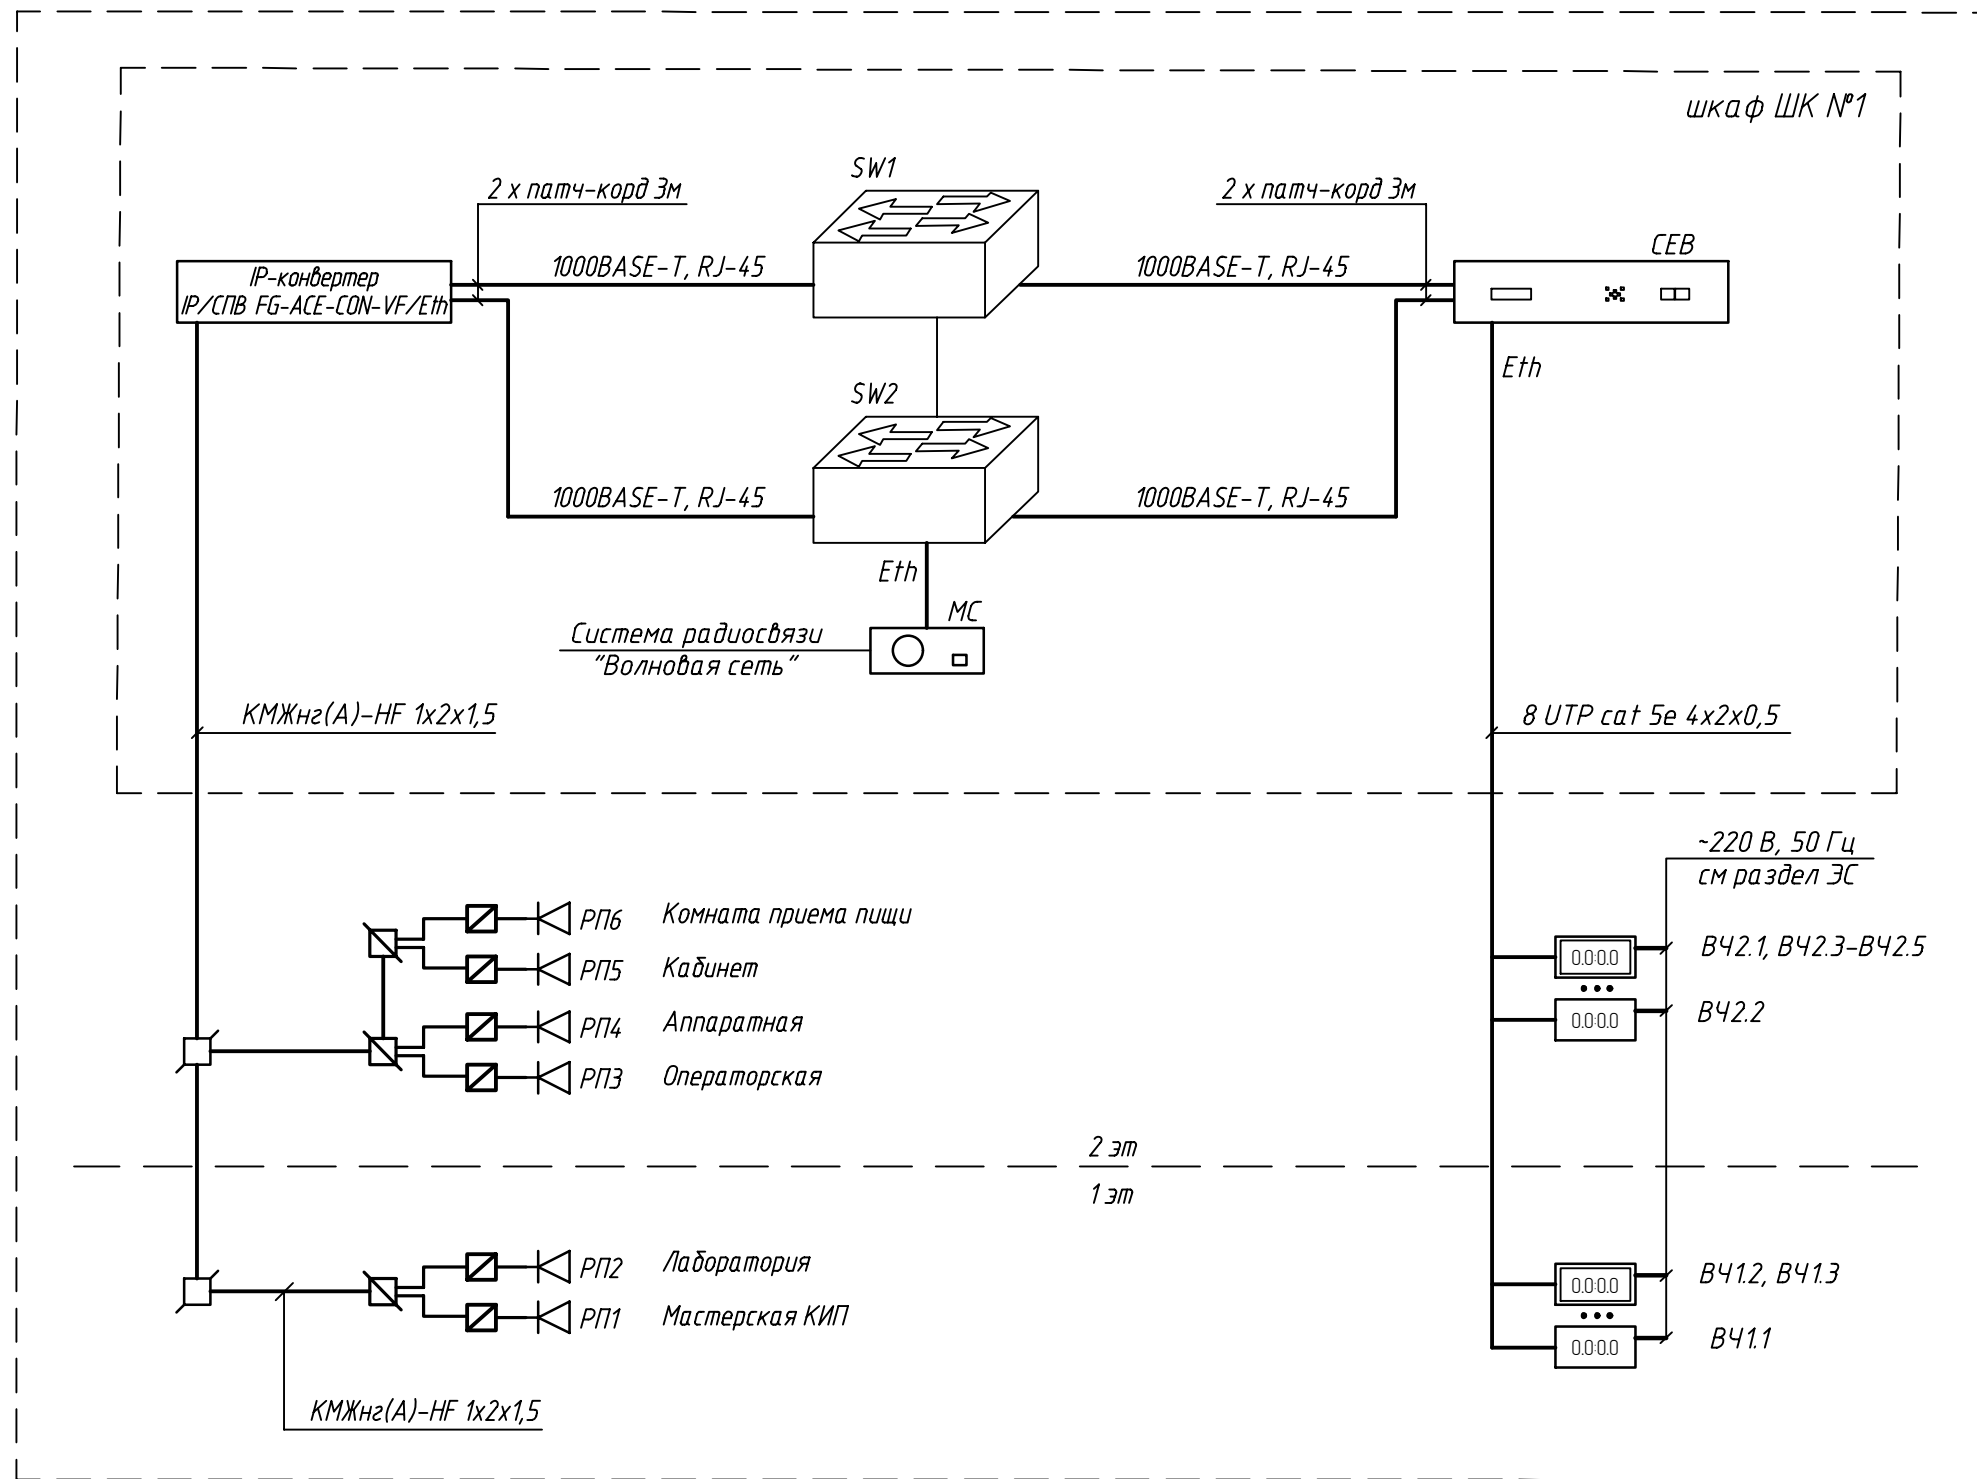 шкаф ШК №1
SW1
2 х патч-корд 3м
2 х патч-корд 3м
СЕВ
1000BASE-T, RJ-45
1000BASE-T, RJ-45
IP-конвертер
IP/СПВ FG-ACE-CON-VF/Eth
Eth
SW2
1000BASE-T, RJ-45
1000BASE-T, RJ-45
Eth
МС
Система радиосвязи
"Волновая сеть"
КМЖнг(А)-HF 1х2х1,5
8 UTP cat 5e 4х2х0,5
~220 В, 50 Гц
см раздел ЭС
РП6 Комната приема пищи
0.0:0.0 ВЧ2.1, ВЧ2.3-ВЧ2.5
РП5 Кабинет
0.0:0.0 ВЧ2.2
РП4 Аппаратная
РП3 Операторская
2 эт
1 эт
РП2 Лаборатория
0.0:0.0 ВЧ1.2, ВЧ1.3
РП1 Мастерская КИП
0.0:0.0 ВЧ1.1
КМЖнг(А)-HF 1х2х1,5